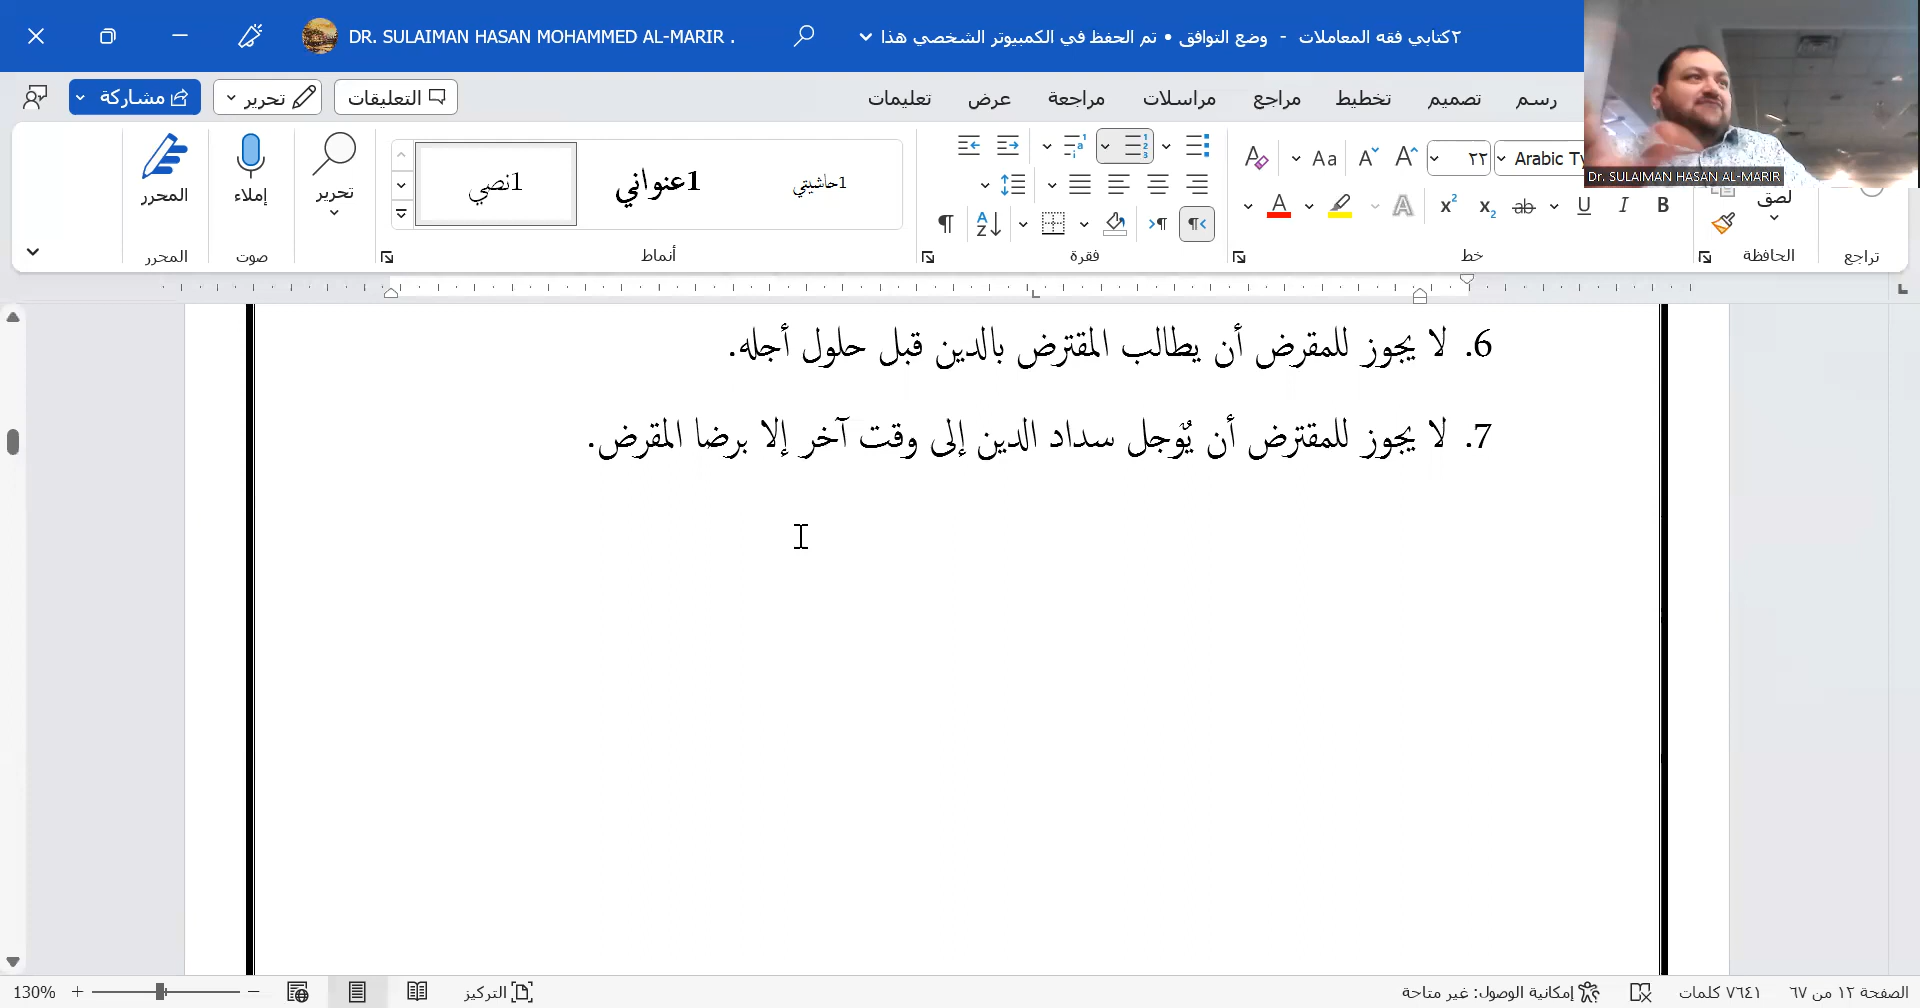 ٢كتابي فقه المعاملات - وضع التوافق • تم الحفظ في الكمبيوتر الشخصي هذا
DR. SULAIMAN HASAN MOHAMMED AL-MARIR .
رسم تصميم تخطيط مراجع مراسلات مراجعة عرض تعليمات
التعليقات تحرير مشاركة
لصق
Arabic Ty ٢٢
1حاشيتي 1عنواني 1نصي
تحرير إملاء المحرر
تراجع الحافظة خط فقرة أنماط صوت المحرر
Dr. SULAIMAN HASAN AL-MARIR
6. لا يجوز للمقرض أن يطالب المقترض بالدين قبل حلول أجله.
7. لا يجوز للمقترض أن يُوجل سداد الدين إلى وقت آخر إلا برضا المقرض.
الصفحة ١٢ من ٦٧ ٧٦٤١ كلمات إمكانية الوصول: غير متاحة التركيز 130%